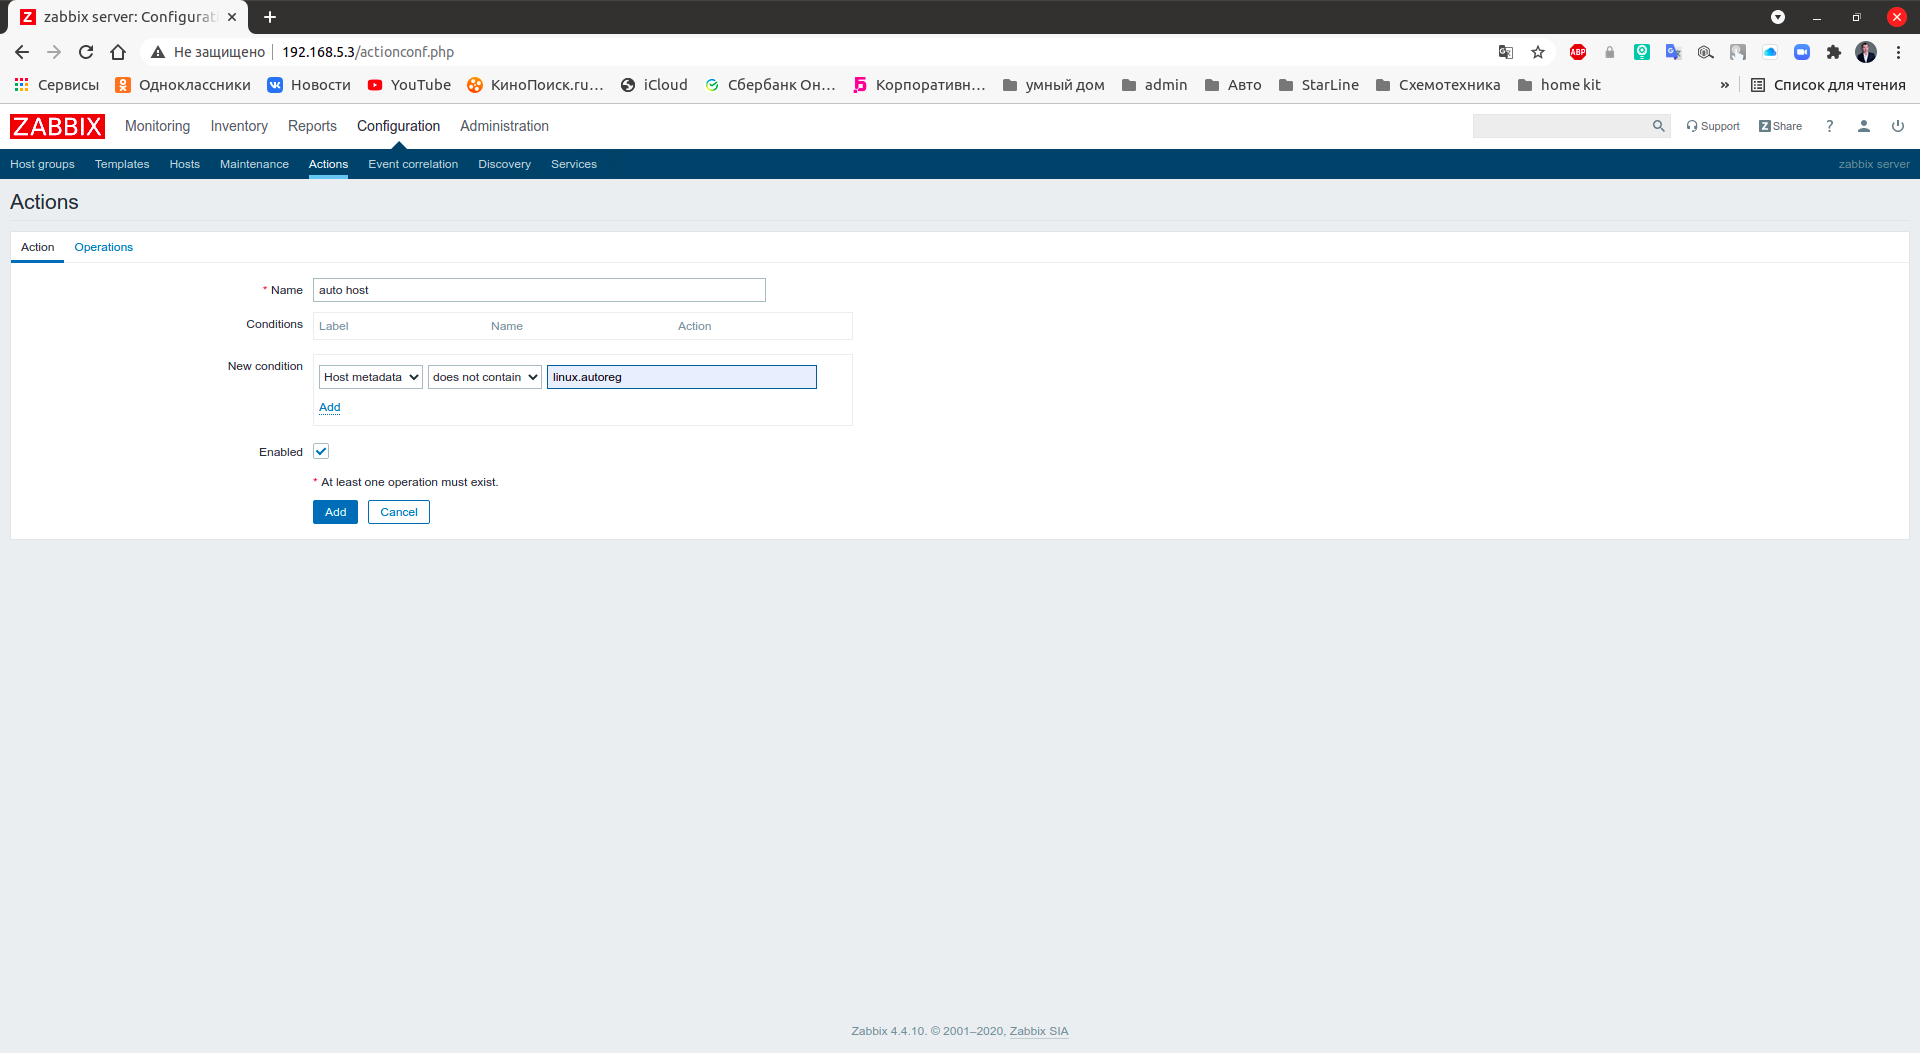 zabbix server: Configurat
Не защищено 192.168.5.3/actionconf.php
Сервисы Одноклассники Новости YouTube КиноПоиск.ru... iCloud Сбербанк Он... Корпоративн... умный дом admin Авто StarLine Схемотехника home kit » Список для чтения
ZABBIX Monitoring Inventory Reports Configuration Administration Support Share ?
Host groups Templates Hosts Maintenance Actions Event correlation Discovery Services zabbix server
Actions
Action Operations
* Name auto host
Conditions Label Name Action
New condition Host metadata does not contain linux.autoreg
Add
Enabled
* At least one operation must exist.
Add Cancel
Zabbix 4.4.10. © 2001–2020, Zabbix SIA